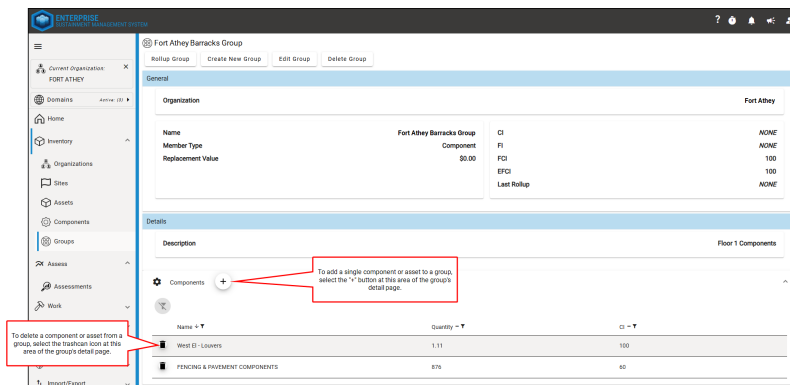 ENTERPRISE
SUSTAINMENT MANAGEMENT SYSTEM
?
Current Organization:
FORT ATHEY
Domains Active: (0)
Home
Inventory
Organizations
Sites
Assets
Components
Groups
Assess
Assessments
Work
Import/Export
Fort Athey Barracks Group
Rollup Group Create New Group Edit Group Delete Group
General
Organization Fort Athey
Name Fort Athey Barracks Group
Member Type Component
Replacement Value $0.00
CI NONE
FI NONE
FCI 100
EFCI 100
Last Rollup NONE
Details
Description Floor 1 Components
Components +
To add a single component or asset to a group,
select the "+" button at this area of the group's
detail page.
Name Quantity CI
West El - Louvers 1.11 100
FENCING & PAVEMENT COMPONENTS 876 60
To delete a component or asset from a
group, select the trashcan icon at this
area of the group's detail page.